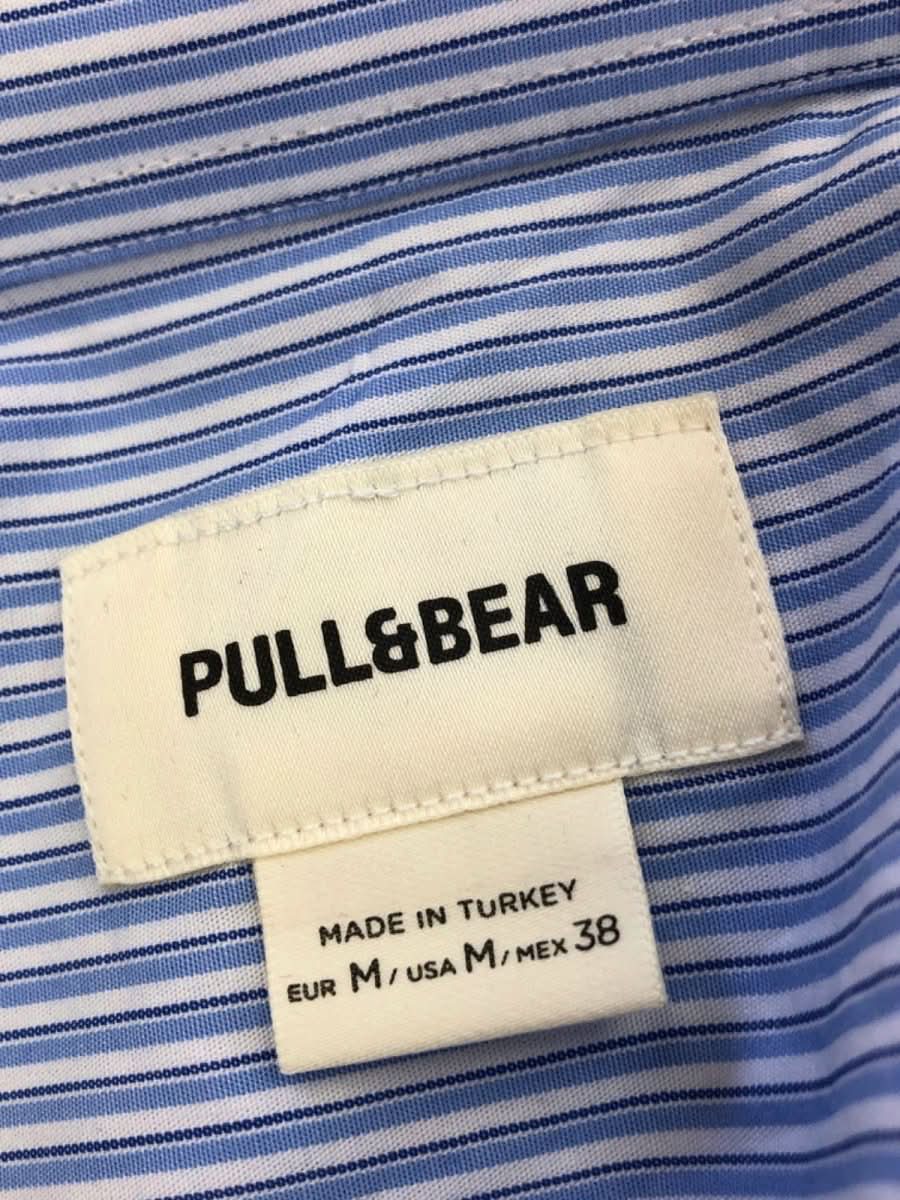 PULL&BEAR
MADE IN TURKEY
EUR M / USA M / MEX 38